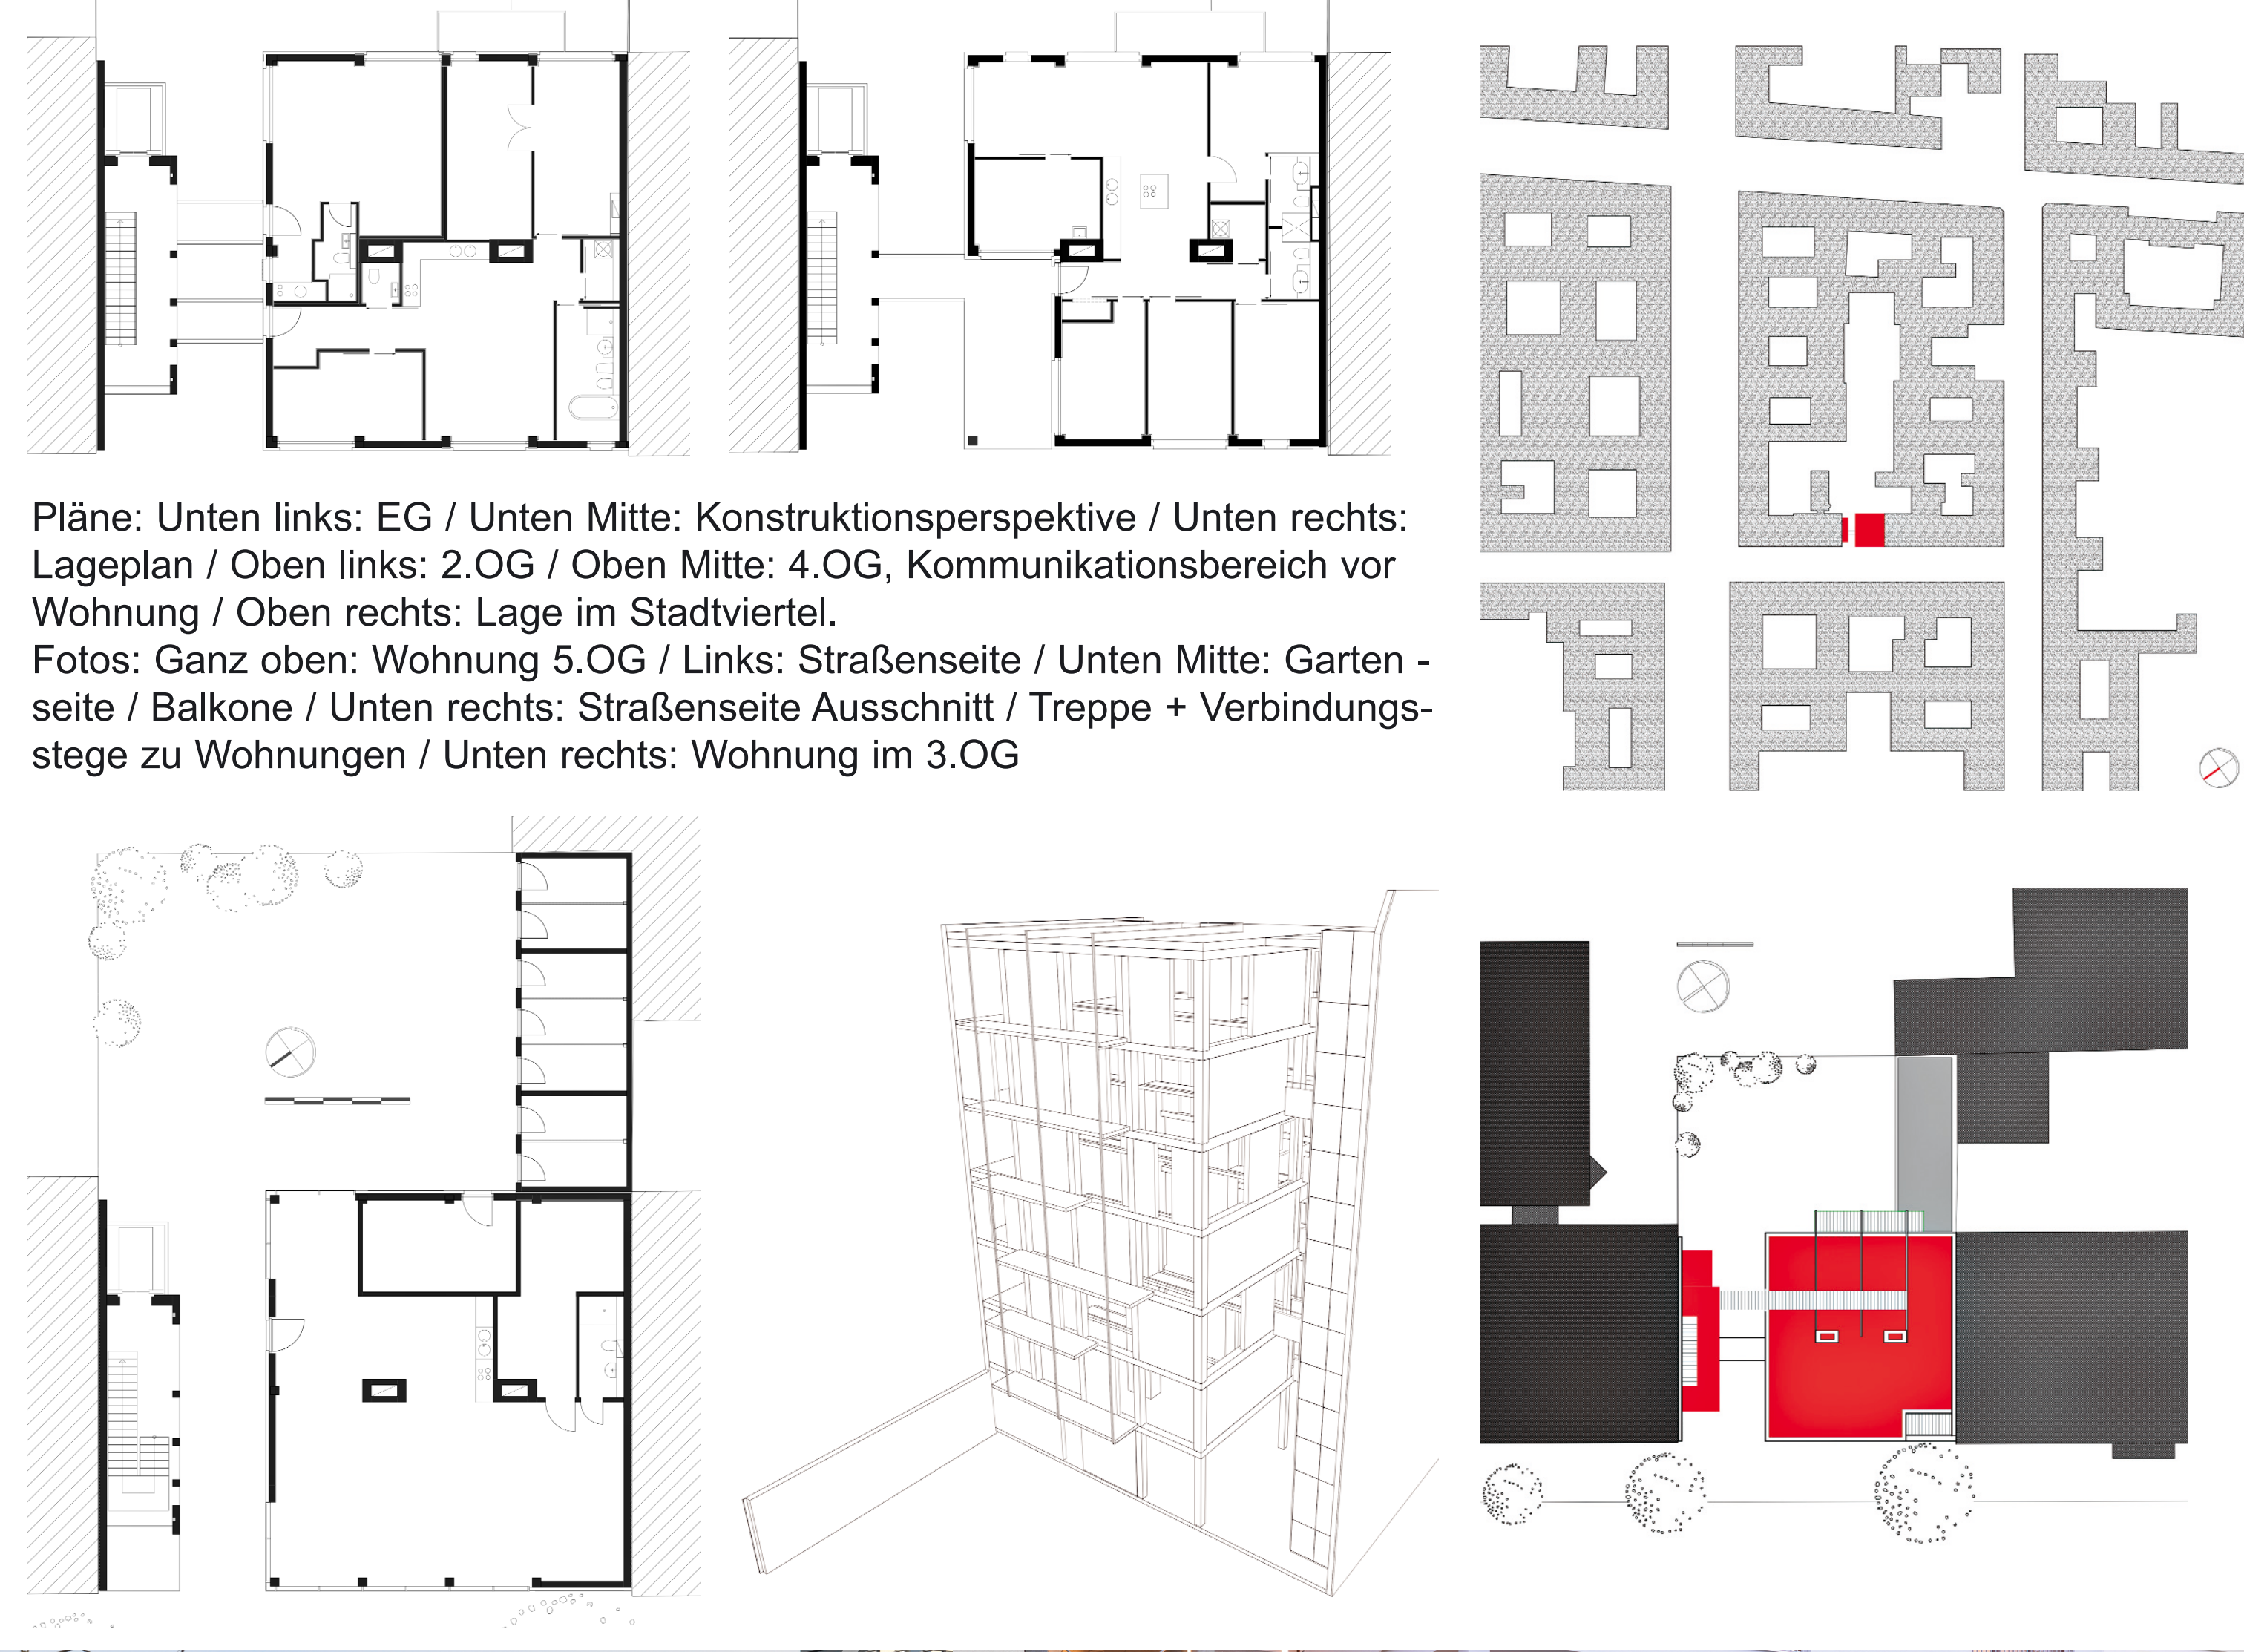 Pläne: Unten links: EG / Unten Mitte: Konstruktionsperspektive / Unten rechts:
Lageplan / Oben links: 2.OG / Oben Mitte: 4.OG, Kommunikationsbereich vor
Wohnung / Oben rechts: Lage im Stadtviertel.
Fotos: Ganz oben: Wohnung 5.OG / Links: Straßenseite / Unten Mitte: Garten -
seite / Balkone / Unten rechts: Straßenseite Ausschnitt / Treppe + Verbindungs-
stege zu Wohnungen / Unten rechts: Wohnung im 3.OG